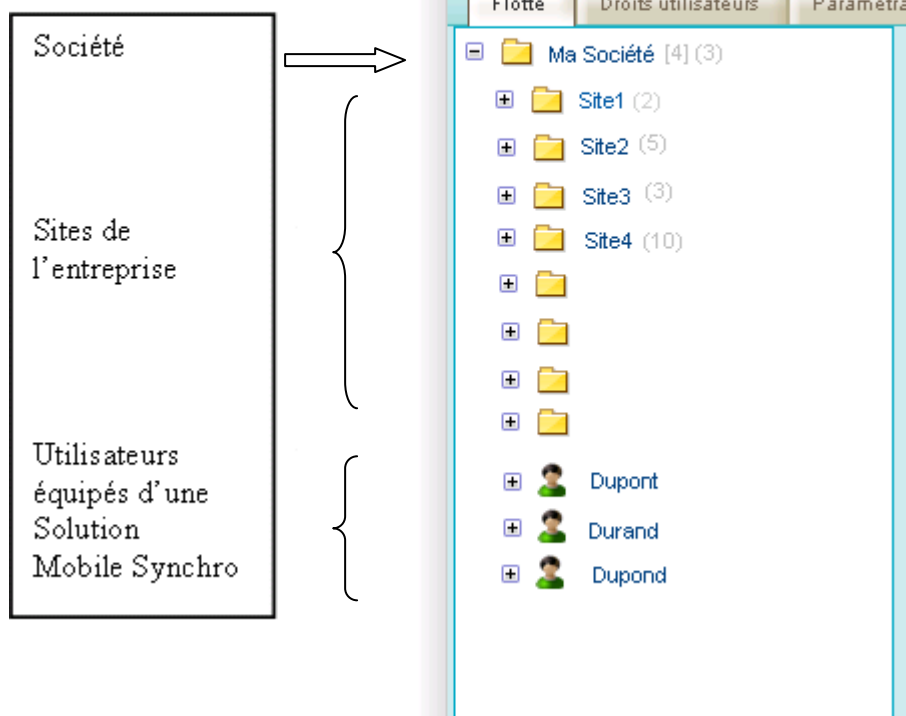 Société
Sites de
l'entreprise
Utilisateurs
équipés d'une
Solution
Mobile Synchro
Flotte
Droits utilisateurs
Ma Société [4] (3)
Site1 (2)
Site2 (5)
Site3 (3)
Site4 (10)
Dupont
Durand
Dupond